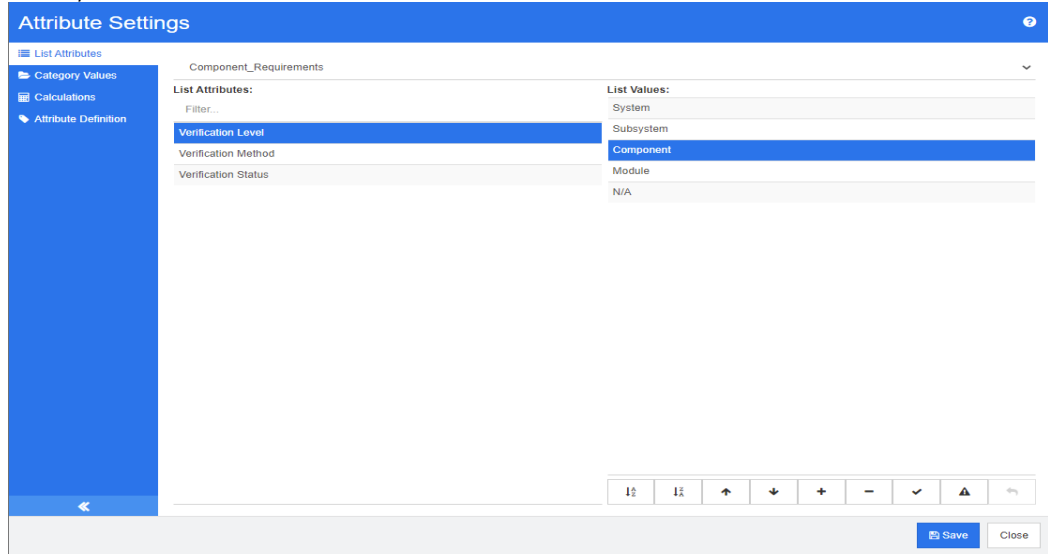 Attribute Settings
List Attributes
Category Values
Calculations
Attribute Definition
Component_Requirements
List Attributes:
Filter...
Verification Level
Verification Method
Verification Status
List Values:
System
Subsystem
Component
Module
N/A
Save
Close